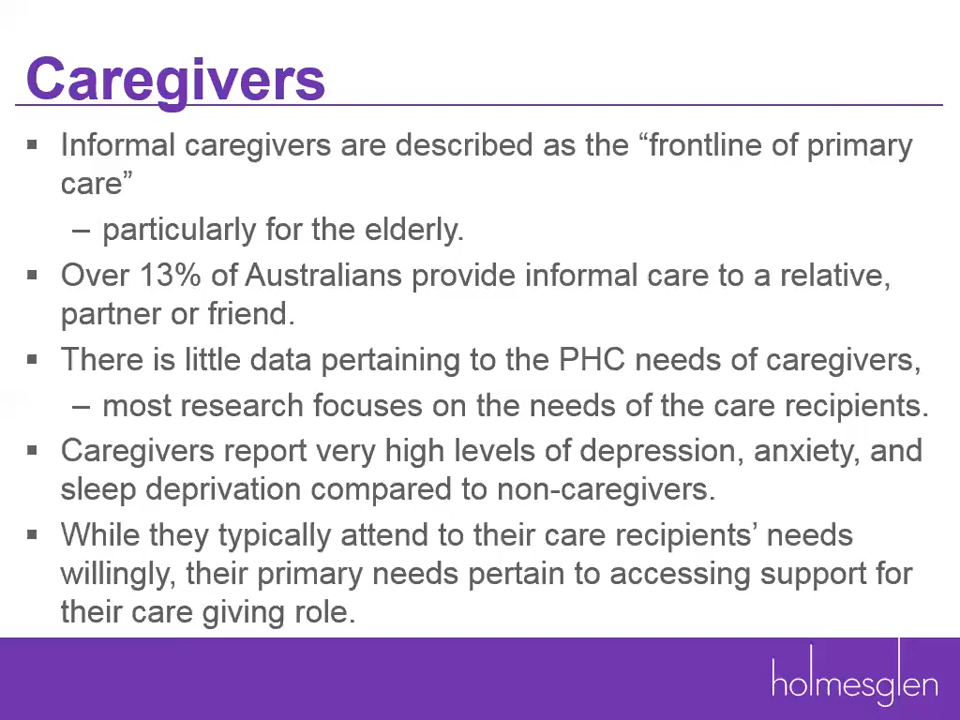 Caregivers
▪ Informal caregivers are described as the “frontline of primary
care”
– particularly for the elderly.
▪ Over 13% of Australians provide informal care to a relative,
partner or friend.
▪ There is little data pertaining to the PHC needs of caregivers,
– most research focuses on the needs of the care recipients.
▪ Caregivers report very high levels of depression, anxiety, and
sleep deprivation compared to non-caregivers.
▪ While they typically attend to their care recipients’ needs
willingly, their primary needs pertain to accessing support for
their care giving role.
holmesglen